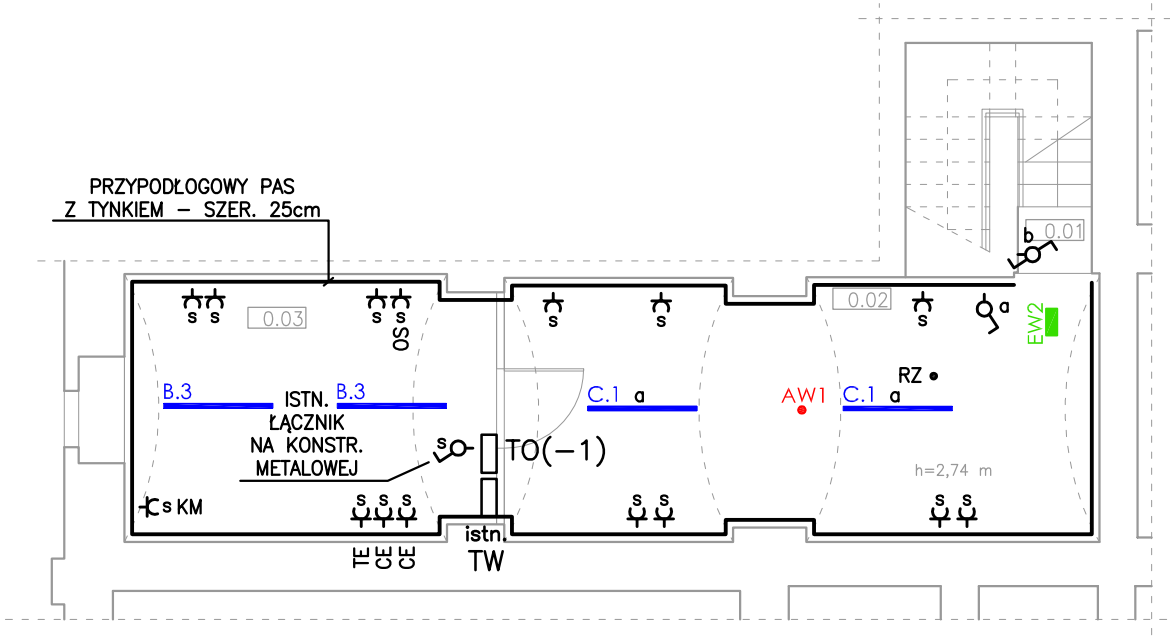 PRZYPODŁOGOWY PAS
Z TYNKIEM – SZER. 25cm
0.01
b
s
s
s
s
OS
0.03
s
s
0.02
s
a
EW2
RZ
B.3
B.3
C.1 a
AW1
C.1 a
ISTN.
ŁĄCZNIK
NA KONSTR.
METALOWEJ
s
TO(−1)
h=2,74 m
s KM
s
s
s
s
s
s
s
TE
CE
CE
istn.
TW